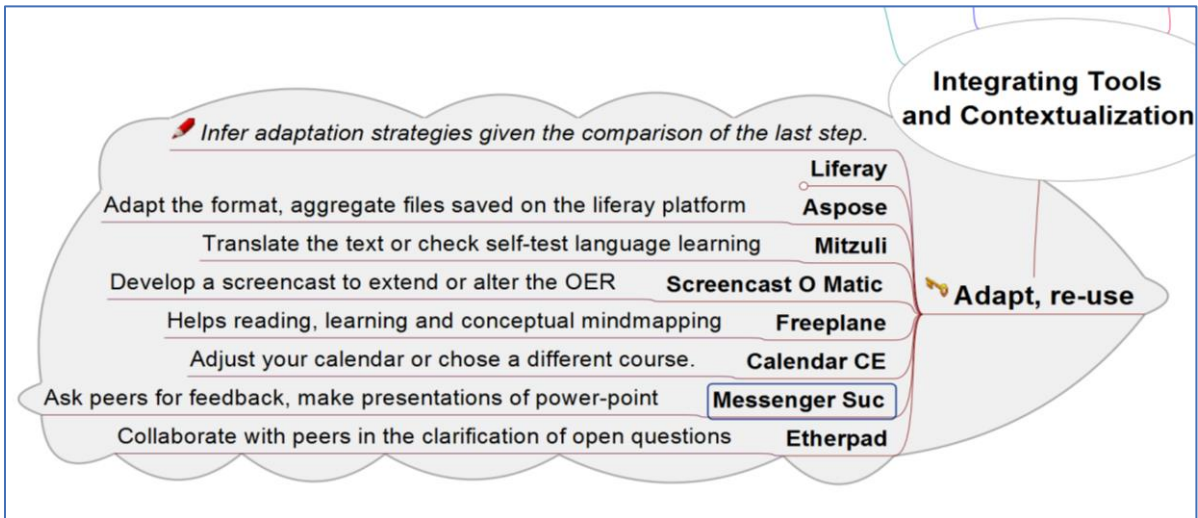 Integrating Tools
and Contextualization
Infer adaptation strategies given the comparison of the last step.
Liferay
Adapt the format, aggregate files saved on the liferay platform Aspose
Translate the text or check self-test language learning Mitzuli
Develop a screencast to extend or alter the OER Screencast O Matic
Adapt, re-use
Helps reading, learning and conceptual mindmapping Freeplane
Adjust your calendar or chose a different course. Calendar CE
Ask peers for feedback, make presentations of power-point Messenger Suc
Collaborate with peers in the clarification of open questions Etherpad